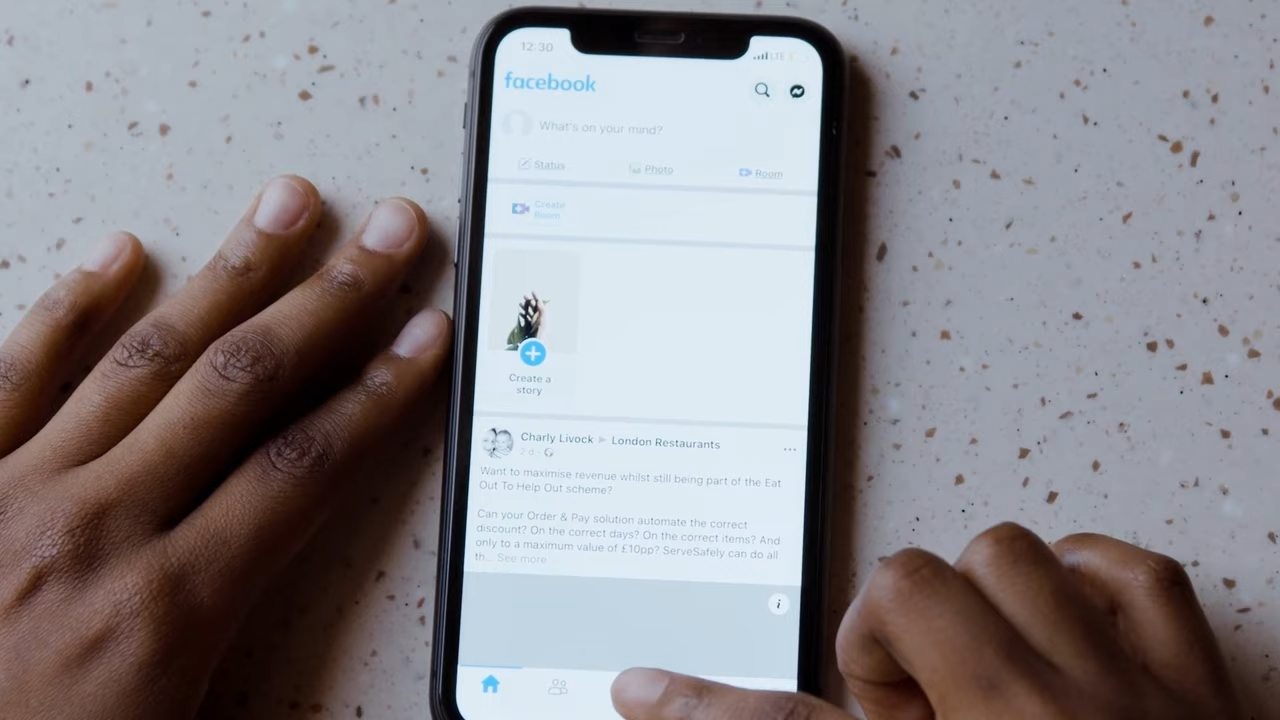 12:30
LTE
facebook
What's on your mind?
Status
Photo
Room
Create
Room
Create a
story
Charly Livock ▸ London Restaurants
2 d ·
Want to maximise revenue whilst still being part of the Eat
Out To Help Out scheme?
Can your Order & Pay solution automate the correct
discount? On the correct days? On the correct items? And
only to a maximum value of £10pp? ServeSafely can do all
th... See more
i